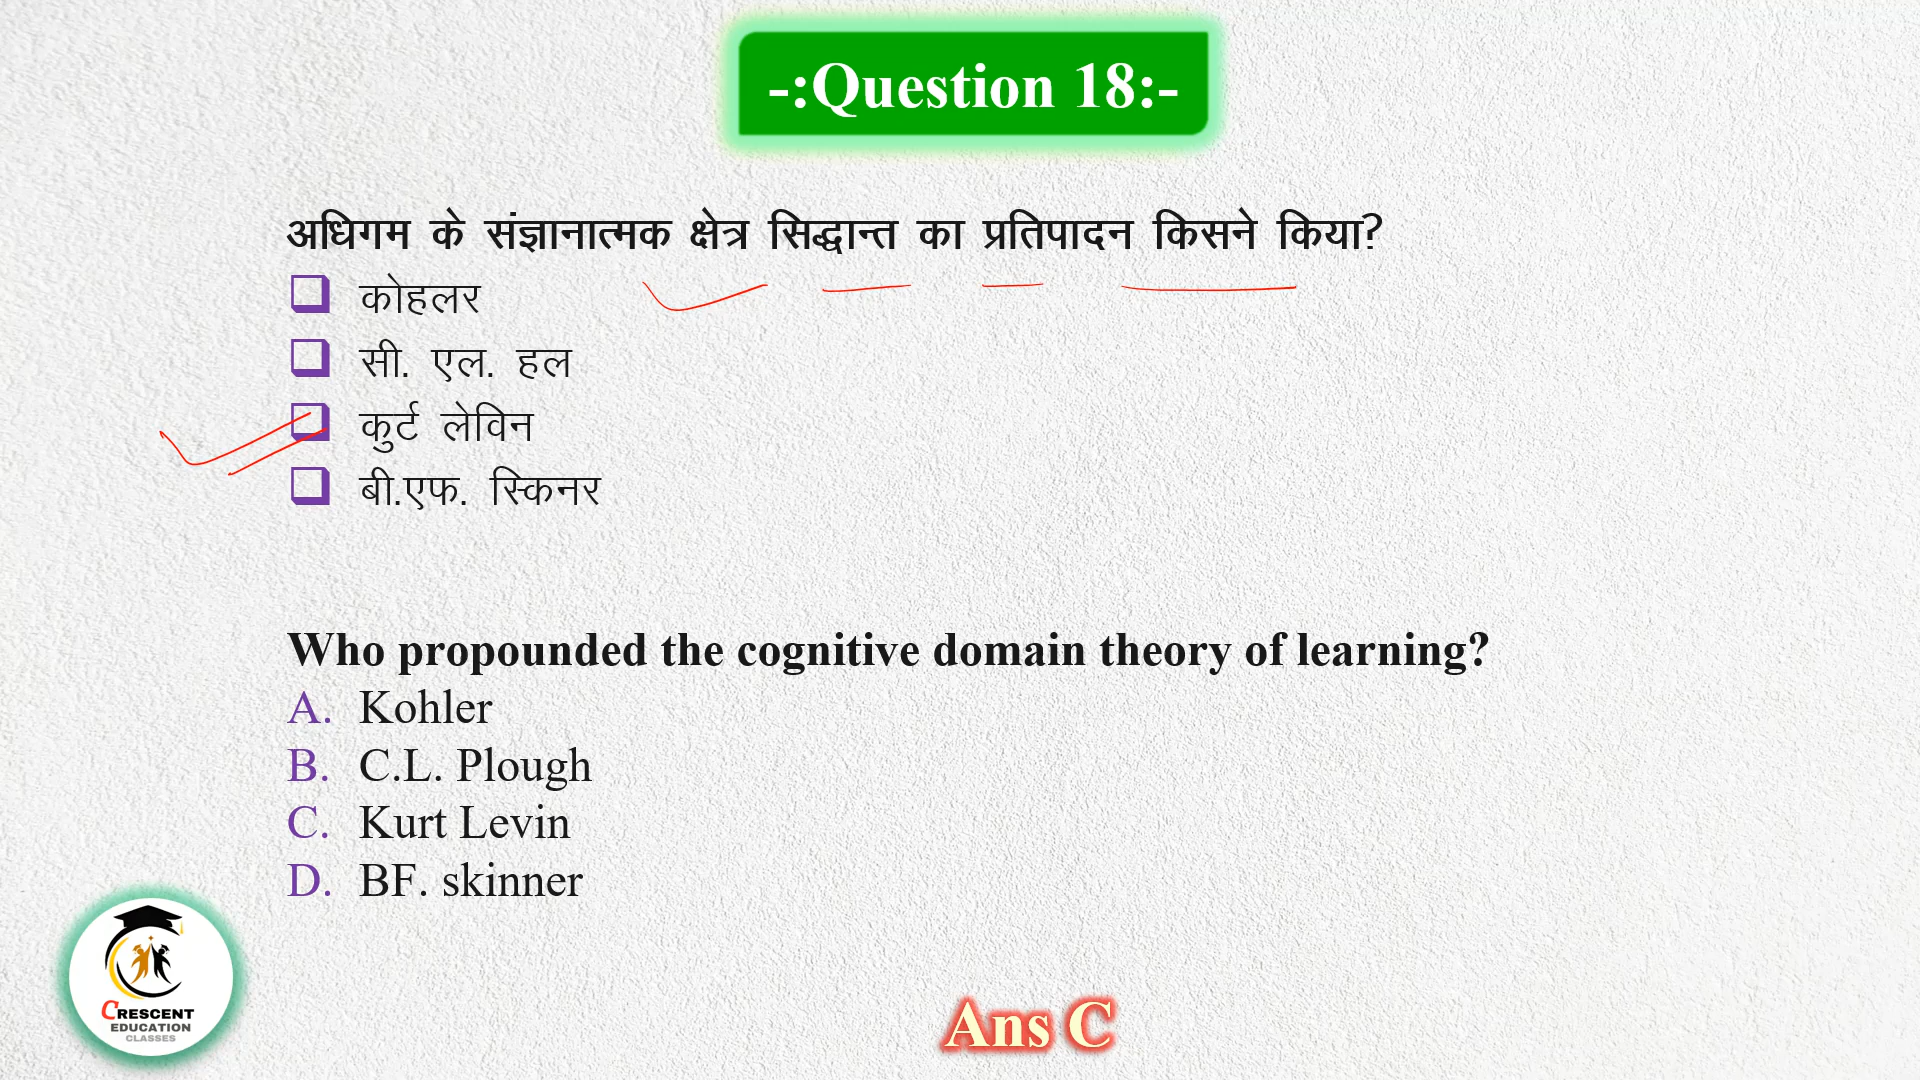 -:Question 18:-
अधिगम के संज्ञानात्मक क्षेत्र सिद्धान्त का प्रतिपादन किसने किया?
कोहलर
सी. एल. हल
कुर्ट लेविन
बी.एफ. स्किनर
Who propounded the cognitive domain theory of learning?
A. Kohler
B. C.L. Plough
C. Kurt Levin
D. BF. skinner
CRESCENT
EDUCATION
CLASSES
Ans C